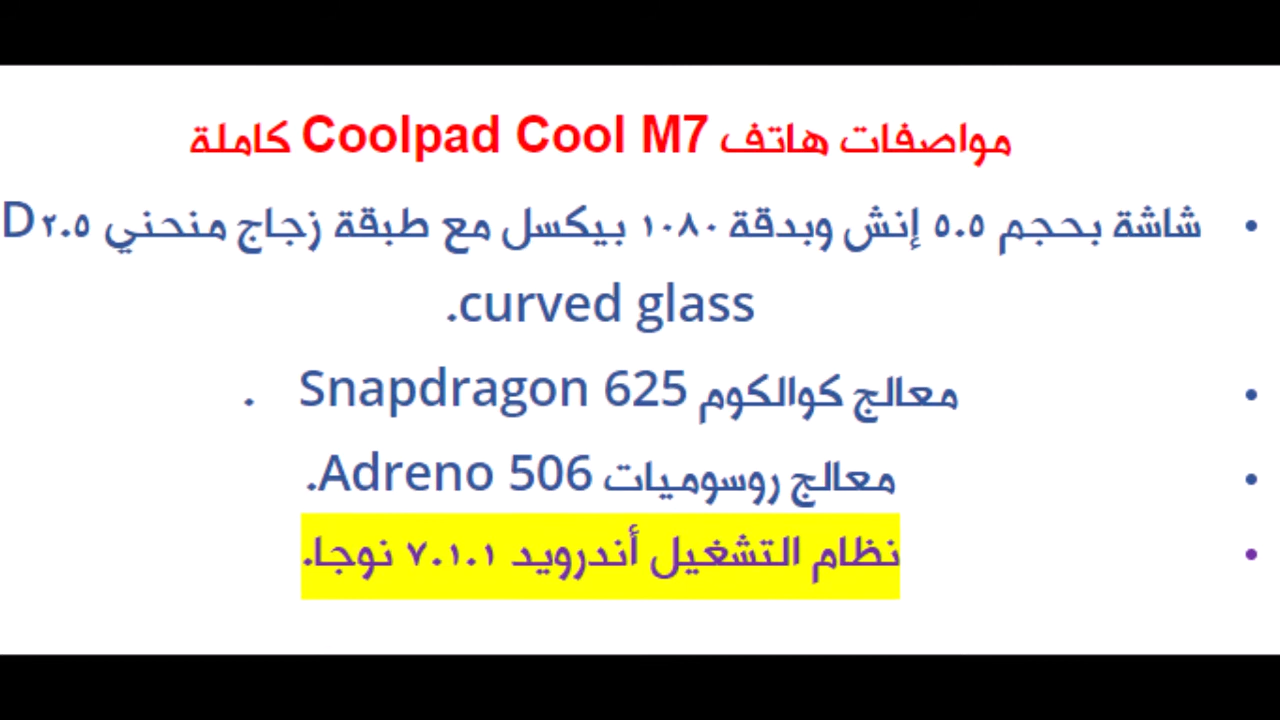 مواصفات هاتف Coolpad Cool M7 كاملة
• شاشة بحجم ٥.٥ إنش وبدقة ١٠٨٠ بيكسل مع طبقة زجاج منحني ٢.٥D
curved glass.
• معالج كوالكوم Snapdragon 625 .
• معالج روسوميات Adreno 506.
• نظام التشغيل أندرويد ٧.١.١ نوجا.